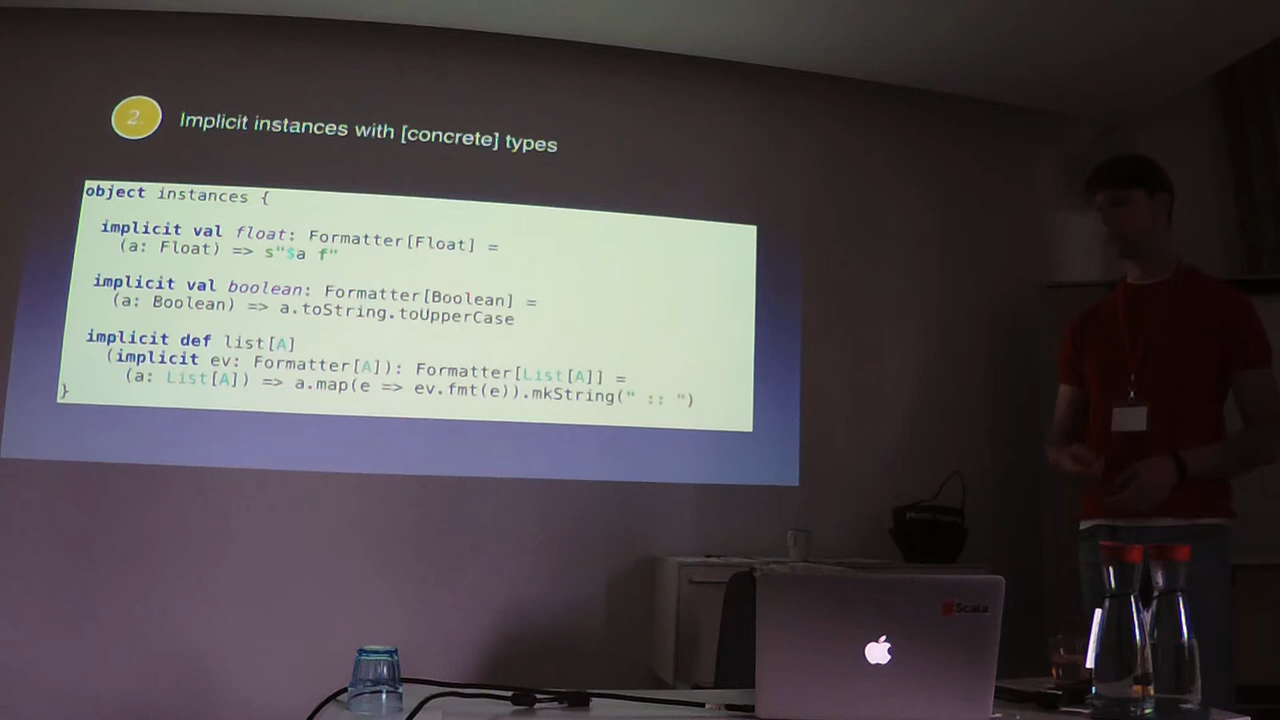 2.
Implicit instances with [concrete] types
object instances {
implicit val float: Formatter[Float] =
(a: Float) => s"$a f"
implicit val boolean: Formatter[Boolean] =
(a: Boolean) => a.toString.toUpperCase
implicit def list[A]
(implicit ev: Formatter[A]): Formatter[List[A]] =
(a: List[A]) => a.map(e => ev.fmt(e)).mkString(" :: ")
}
Scala